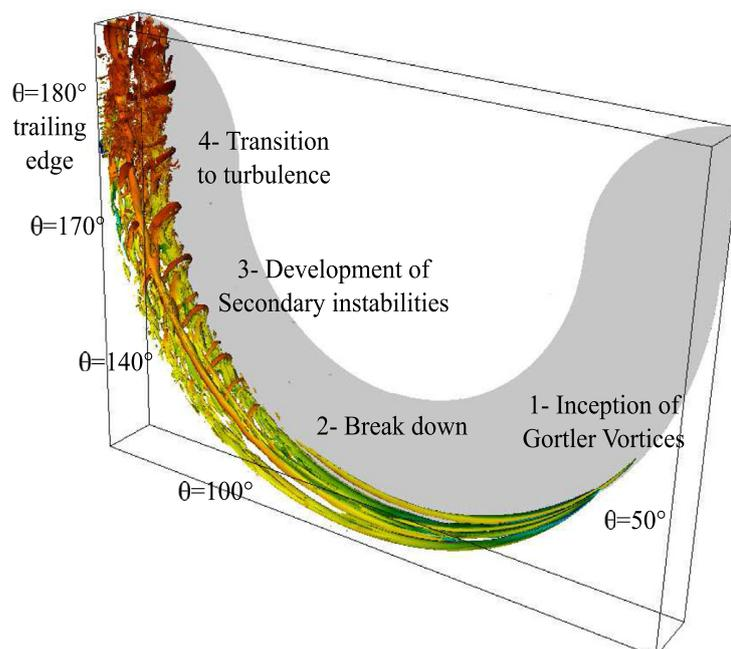 θ=180°
trailing
edge
4- Transition
to turbulence
θ=170°
3- Development of
Secondary instabilities
θ=140°
2- Break down
1- Inception of
Gortler Vortices
θ=100°
θ=50°